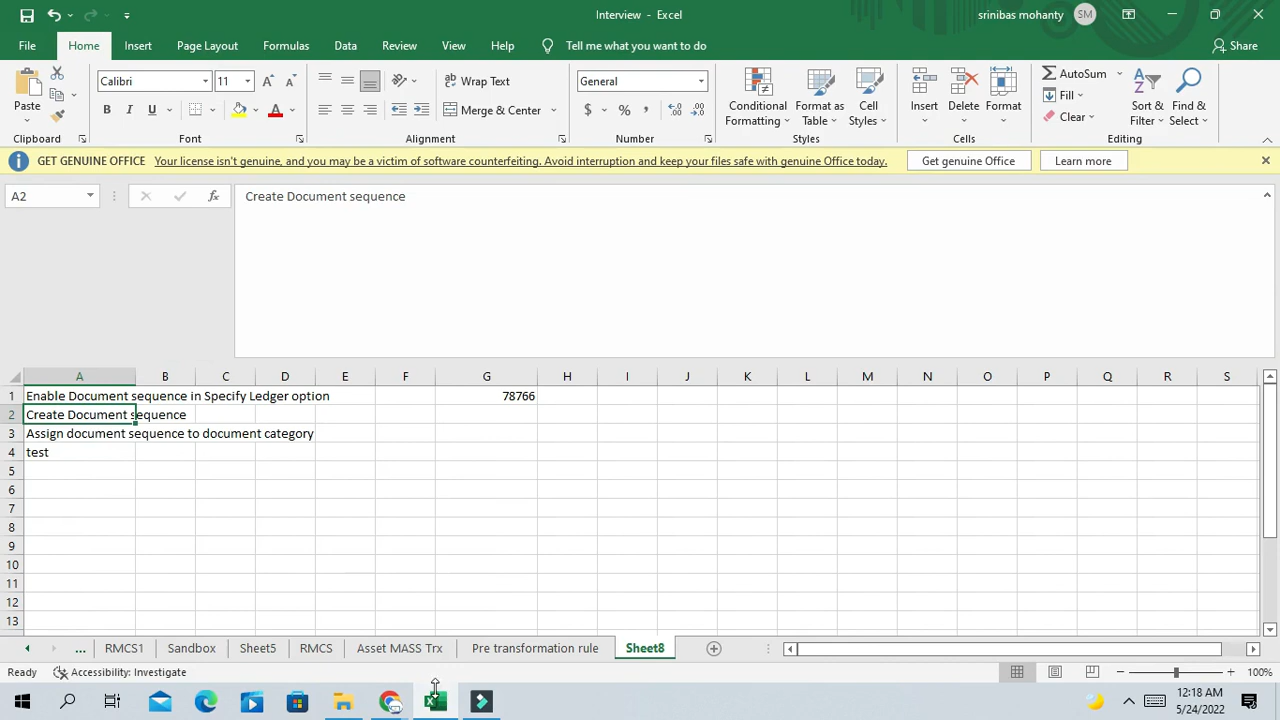 Interview - Excel
srinibas mohanty SM
File Home Insert Page Layout Formulas Data Review View Help Tell me what you want to do Share
Paste
Calibri 11
Wrap Text
General
Conditional Formatting
Format as Table
Cell Styles
Insert Delete Format
AutoSum
Fill
Clear
Sort & Filter
Find & Select
B I U A
Merge & Center
$ % ,
Clipboard Font Alignment Number Styles Cells Editing
GET GENUINE OFFICE Your license isn't genuine, and you may be a victim of software counterfeiting. Avoid interruption and keep your files safe with genuine Office today. Get genuine Office Learn more
A2 fx Create Document sequence
A B C D E F G H I J K L M N O P Q R S
1 Enable Document sequence in Specify Ledger option 78766
2 Create Document sequence
3 Assign document sequence to document category
4 test
5
6
7
8
9
10
11
12
13
... RMCS1 Sandbox Sheet5 RMCS Asset MASS Trx Pre transformation rule Sheet8
Ready Accessibility: Investigate 100%
12:18 AM
5/24/2022